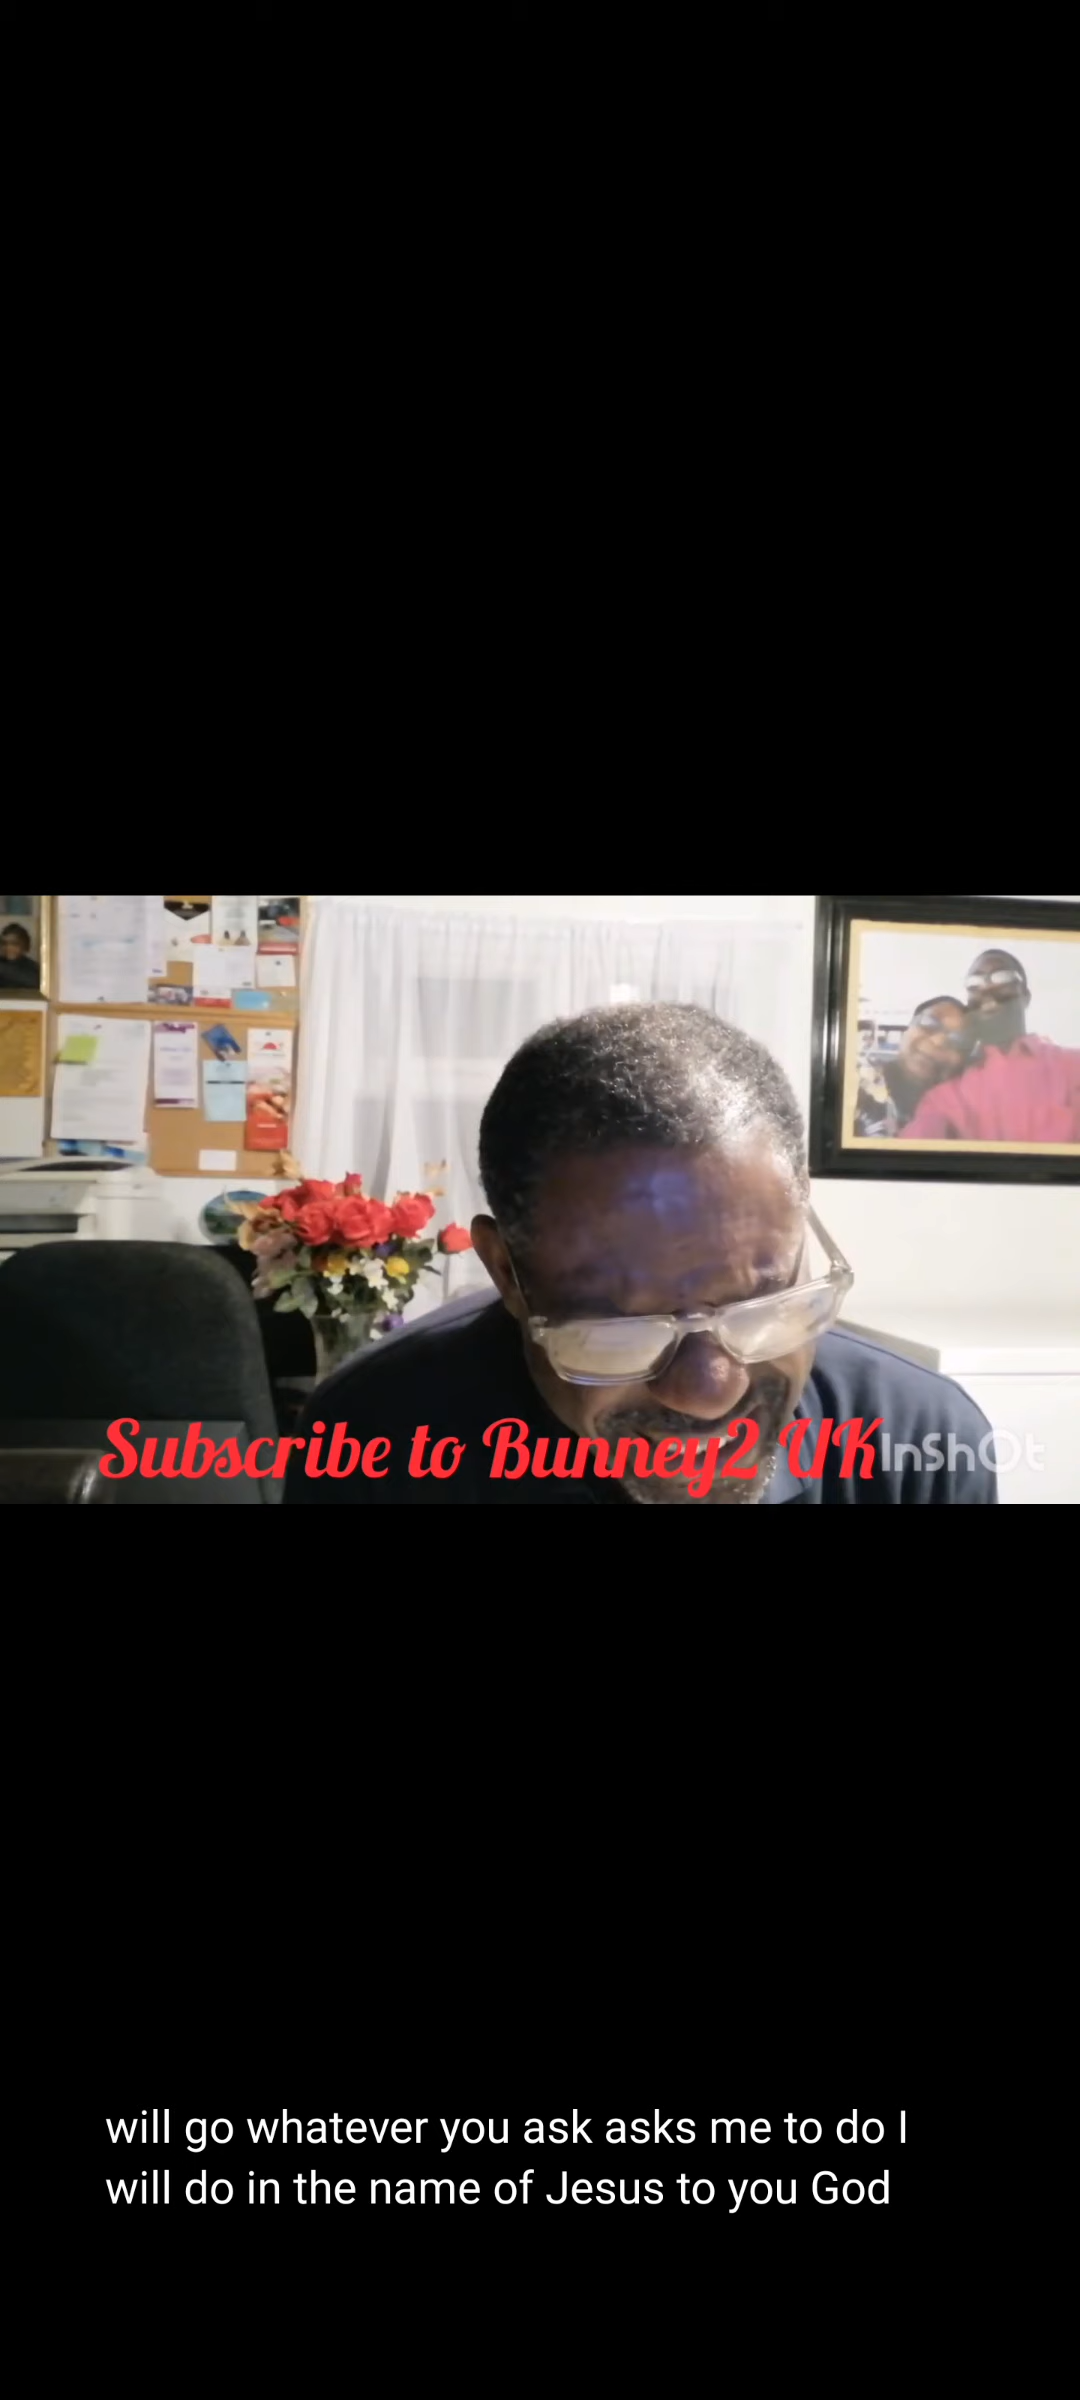 Subscribe to Bunney2 UK
InShOt
will go whatever you ask asks me to do I
will do in the name of Jesus to you God